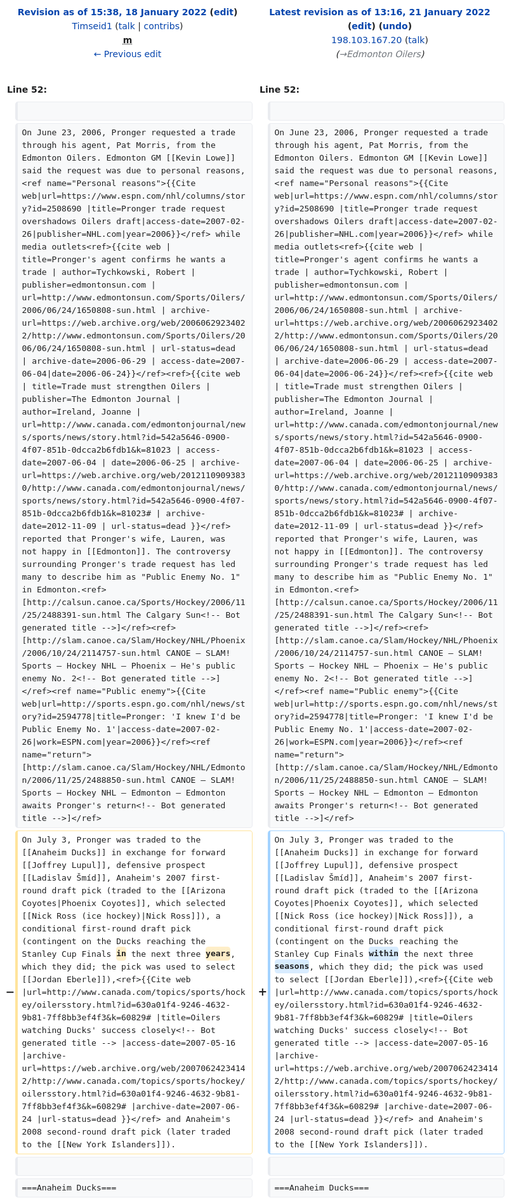 Revision as of 15:38, 18 January 2022 (edit)
Timseid1 (talk | contribs)
m
← Previous edit
Latest revision as of 13:16, 21 January 2022
(edit) (undo)
198.103.167.20 (talk)
(→Edmonton Oilers)
Line 52:
On June 23, 2006, Pronger requested a trade
through his agent, Pat Morris, from the
Edmonton Oilers. Edmonton GM [[Kevin Lowe]]
said the request was due to personal reasons,
<ref name="Personal reasons">{{Cite
web|url=https://www.espn.com/nhl/columns/stor
y?id=2508690 |title=Pronger trade request
overshadows Oilers draft|access-date=2007-02-
26|publisher=NHL.com|year=2006}}</ref> while
media outlets<ref>{{cite web |
title=Pronger's agent confirms he wants a
trade | author=Tychkowski, Robert |
publisher=edmontonsun.com |
url=http://www.edmontonsun.com/Sports/Oilers/
2006/06/24/1650808-sun.html | archive-
url=https://web.archive.org/web/2006062923402
2/http://www.edmontonsun.com/Sports/Oilers/20
06/06/24/1650808-sun.html | url-status=dead
| archive-date=2006-06-29 | access-date=2007-
06-04|date=2006-06-24}}</ref><ref>{{cite web
| title=Trade must strengthen Oilers |
publisher=The Edmonton Journal |
author=Ireland, Joanne |
url=http://www.canada.com/edmontonjournal/new
s/sports/news/story.html?id=542a5646-0900-
4f07-851b-0dcca2b6fdb1&k=81023 | access-
date=2007-06-04 | date=2006-06-25 | archive-
url=https://web.archive.org/web/2012110909383
0/http://www.canada.com/edmontonjournal/news/
sports/news/story.html?id=542a5646-0900-4f07-
851b-0dcca2b6fdb1&k=81023# | archive-
date=2012-11-09 | url-status=dead }}</ref>
reported that Pronger's wife, Lauren, was
not happy in [[Edmonton]]. The controversy
surrounding Pronger's trade request has led
many to describe him as "Public Enemy No. 1"
in Edmonton.<ref>
[http://calsun.canoe.ca/Sports/Hockey/2006/11
/25/2488391-sun.html The Calgary Sun<!-- Bot
generated title -->]</ref><ref>
[http://slam.canoe.ca/Slam/Hockey/NHL/Phoenix
/2006/10/24/2114757-sun.html CANOE — SLAM!
Sports — Hockey NHL — Phoenix — He's public
enemy No. 2<!-- Bot generated title -->]
</ref><ref name="Public enemy">{{Cite
web|url=http://sports.espn.go.com/nhl/news/st
ory?id=2594778|title=Pronger: 'I knew I'd be
Public Enemy No. 1'|access-date=2007-02-
26|work=ESPN.com|year=2006}}</ref><ref
name="return">
[http://slam.canoe.ca/Slam/Hockey/NHL/Edmonto
n/2006/11/25/2488850-sun.html CANOE — SLAM!
Sports — Hockey NHL — Edmonton — Edmonton
awaits Pronger's return<!-- Bot generated
title -->]</ref>
− On July 3, Pronger was traded to the
[[Anaheim Ducks]] in exchange for forward
[[Joffrey Lupul]], defensive prospect
[[Ladislav Šmíd]], Anaheim's 2007 first-
round draft pick (traded to the [[Arizona
Coyotes|Phoenix Coyotes]], which selected
[[Nick Ross (ice hockey)|Nick Ross]]), a
conditional first-round draft pick
(contingent on the Ducks reaching the
Stanley Cup Finals in the next three years,
which they did; the pick was used to select
[[Jordan Eberle]]),<ref>{{Cite web
|url=http://www.canada.com/topics/sports/hock
ey/oilersstory.html?id=630a01f4-9246-4632-
9b81-7ff8bb3ef4f3&k=60829# |title=Oilers
watching Ducks' success closely<!-- Bot
generated title --> |access-date=2007-05-16
|archive-
url=https://web.archive.org/web/2007062423414
2/http://www.canada.com/topics/sports/hockey/
oilersstory.html?id=630a01f4-9246-4632-9b81-
7ff8bb3ef4f3&k=60829 |archive-date=2007-06-
24 |url-status=dead }}</ref> and Anaheim's
2008 second-round draft pick (later traded
to the [[New York Islanders]]).
===Anaheim Ducks===
Line 52:
On June 23, 2006, Pronger requested a trade
through his agent, Pat Morris, from the
Edmonton Oilers. Edmonton GM [[Kevin Lowe]]
said the request was due to personal reasons,
<ref name="Personal reasons">{{Cite
web|url=https://www.espn.com/nhl/columns/stor
y?id=2508690 |title=Pronger trade request
overshadows Oilers draft|access-date=2007-02-
26|publisher=NHL.com|year=2006}}</ref> while
media outlets<ref>{{cite web |
title=Pronger's agent confirms he wants a
trade | author=Tychkowski, Robert |
publisher=edmontonsun.com |
url=http://www.edmontonsun.com/Sports/Oilers/
2006/06/24/1650808-sun.html | archive-
url=https://web.archive.org/web/2006062923402
2/http://www.edmontonsun.com/Sports/Oilers/20
06/06/24/1650808-sun.html | url-status=dead
| archive-date=2006-06-29 | access-date=2007-
06-04|date=2006-06-24}}</ref><ref>{{cite web
| title=Trade must strengthen Oilers |
publisher=The Edmonton Journal |
author=Ireland, Joanne |
url=http://www.canada.com/edmontonjournal/new
s/sports/news/story.html?id=542a5646-0900-
4f07-851b-0dcca2b6fdb1&k=81023 | access-
date=2007-06-04 | date=2006-06-25 | archive-
url=https://web.archive.org/web/2012110909383
0/http://www.canada.com/edmontonjournal/news/
sports/news/story.html?id=542a5646-0900-4f07-
851b-0dcca2b6fdb1&k=81023# | archive-
date=2012-11-09 | url-status=dead }}</ref>
reported that Pronger's wife, Lauren, was
not happy in [[Edmonton]]. The controversy
surrounding Pronger's trade request has led
many to describe him as "Public Enemy No. 1"
in Edmonton.<ref>
[http://calsun.canoe.ca/Sports/Hockey/2006/11
/25/2488391-sun.html The Calgary Sun<!-- Bot
generated title -->]</ref><ref>
[http://slam.canoe.ca/Slam/Hockey/NHL/Phoenix
/2006/10/24/2114757-sun.html CANOE — SLAM!
Sports — Hockey NHL — Phoenix — He's public
enemy No. 2<!-- Bot generated title -->]
</ref><ref name="Public enemy">{{Cite
web|url=http://sports.espn.go.com/nhl/news/st
ory?id=2594778|title=Pronger: 'I knew I'd be
Public Enemy No. 1'|access-date=2007-02-
26|work=ESPN.com|year=2006}}</ref><ref
name="return">
[http://slam.canoe.ca/Slam/Hockey/NHL/Edmonto
n/2006/11/25/2488850-sun.html CANOE — SLAM!
Sports — Hockey NHL — Edmonton — Edmonton
awaits Pronger's return<!-- Bot generated
title -->]</ref>
+ On July 3, Pronger was traded to the
[[Anaheim Ducks]] in exchange for forward
[[Joffrey Lupul]], defensive prospect
[[Ladislav Šmíd]], Anaheim's 2007 first-
round draft pick (traded to the [[Arizona
Coyotes|Phoenix Coyotes]], which selected
[[Nick Ross (ice hockey)|Nick Ross]]), a
conditional first-round draft pick
(contingent on the Ducks reaching the
Stanley Cup Finals within the next three
seasons, which they did; the pick was used
to select [[Jordan Eberle]]),<ref>{{Cite web
|url=http://www.canada.com/topics/sports/hock
ey/oilersstory.html?id=630a01f4-9246-4632-
9b81-7ff8bb3ef4f3&k=60829# |title=Oilers
watching Ducks' success closely<!-- Bot
generated title --> |access-date=2007-05-16
|archive-
url=https://web.archive.org/web/2007062423414
2/http://www.canada.com/topics/sports/hockey/
oilersstory.html?id=630a01f4-9246-4632-9b81-
7ff8bb3ef4f3&k=60829 |archive-date=2007-06-
24 |url-status=dead }}</ref> and Anaheim's
2008 second-round draft pick (later traded
to the [[New York Islanders]]).
===Anaheim Ducks===